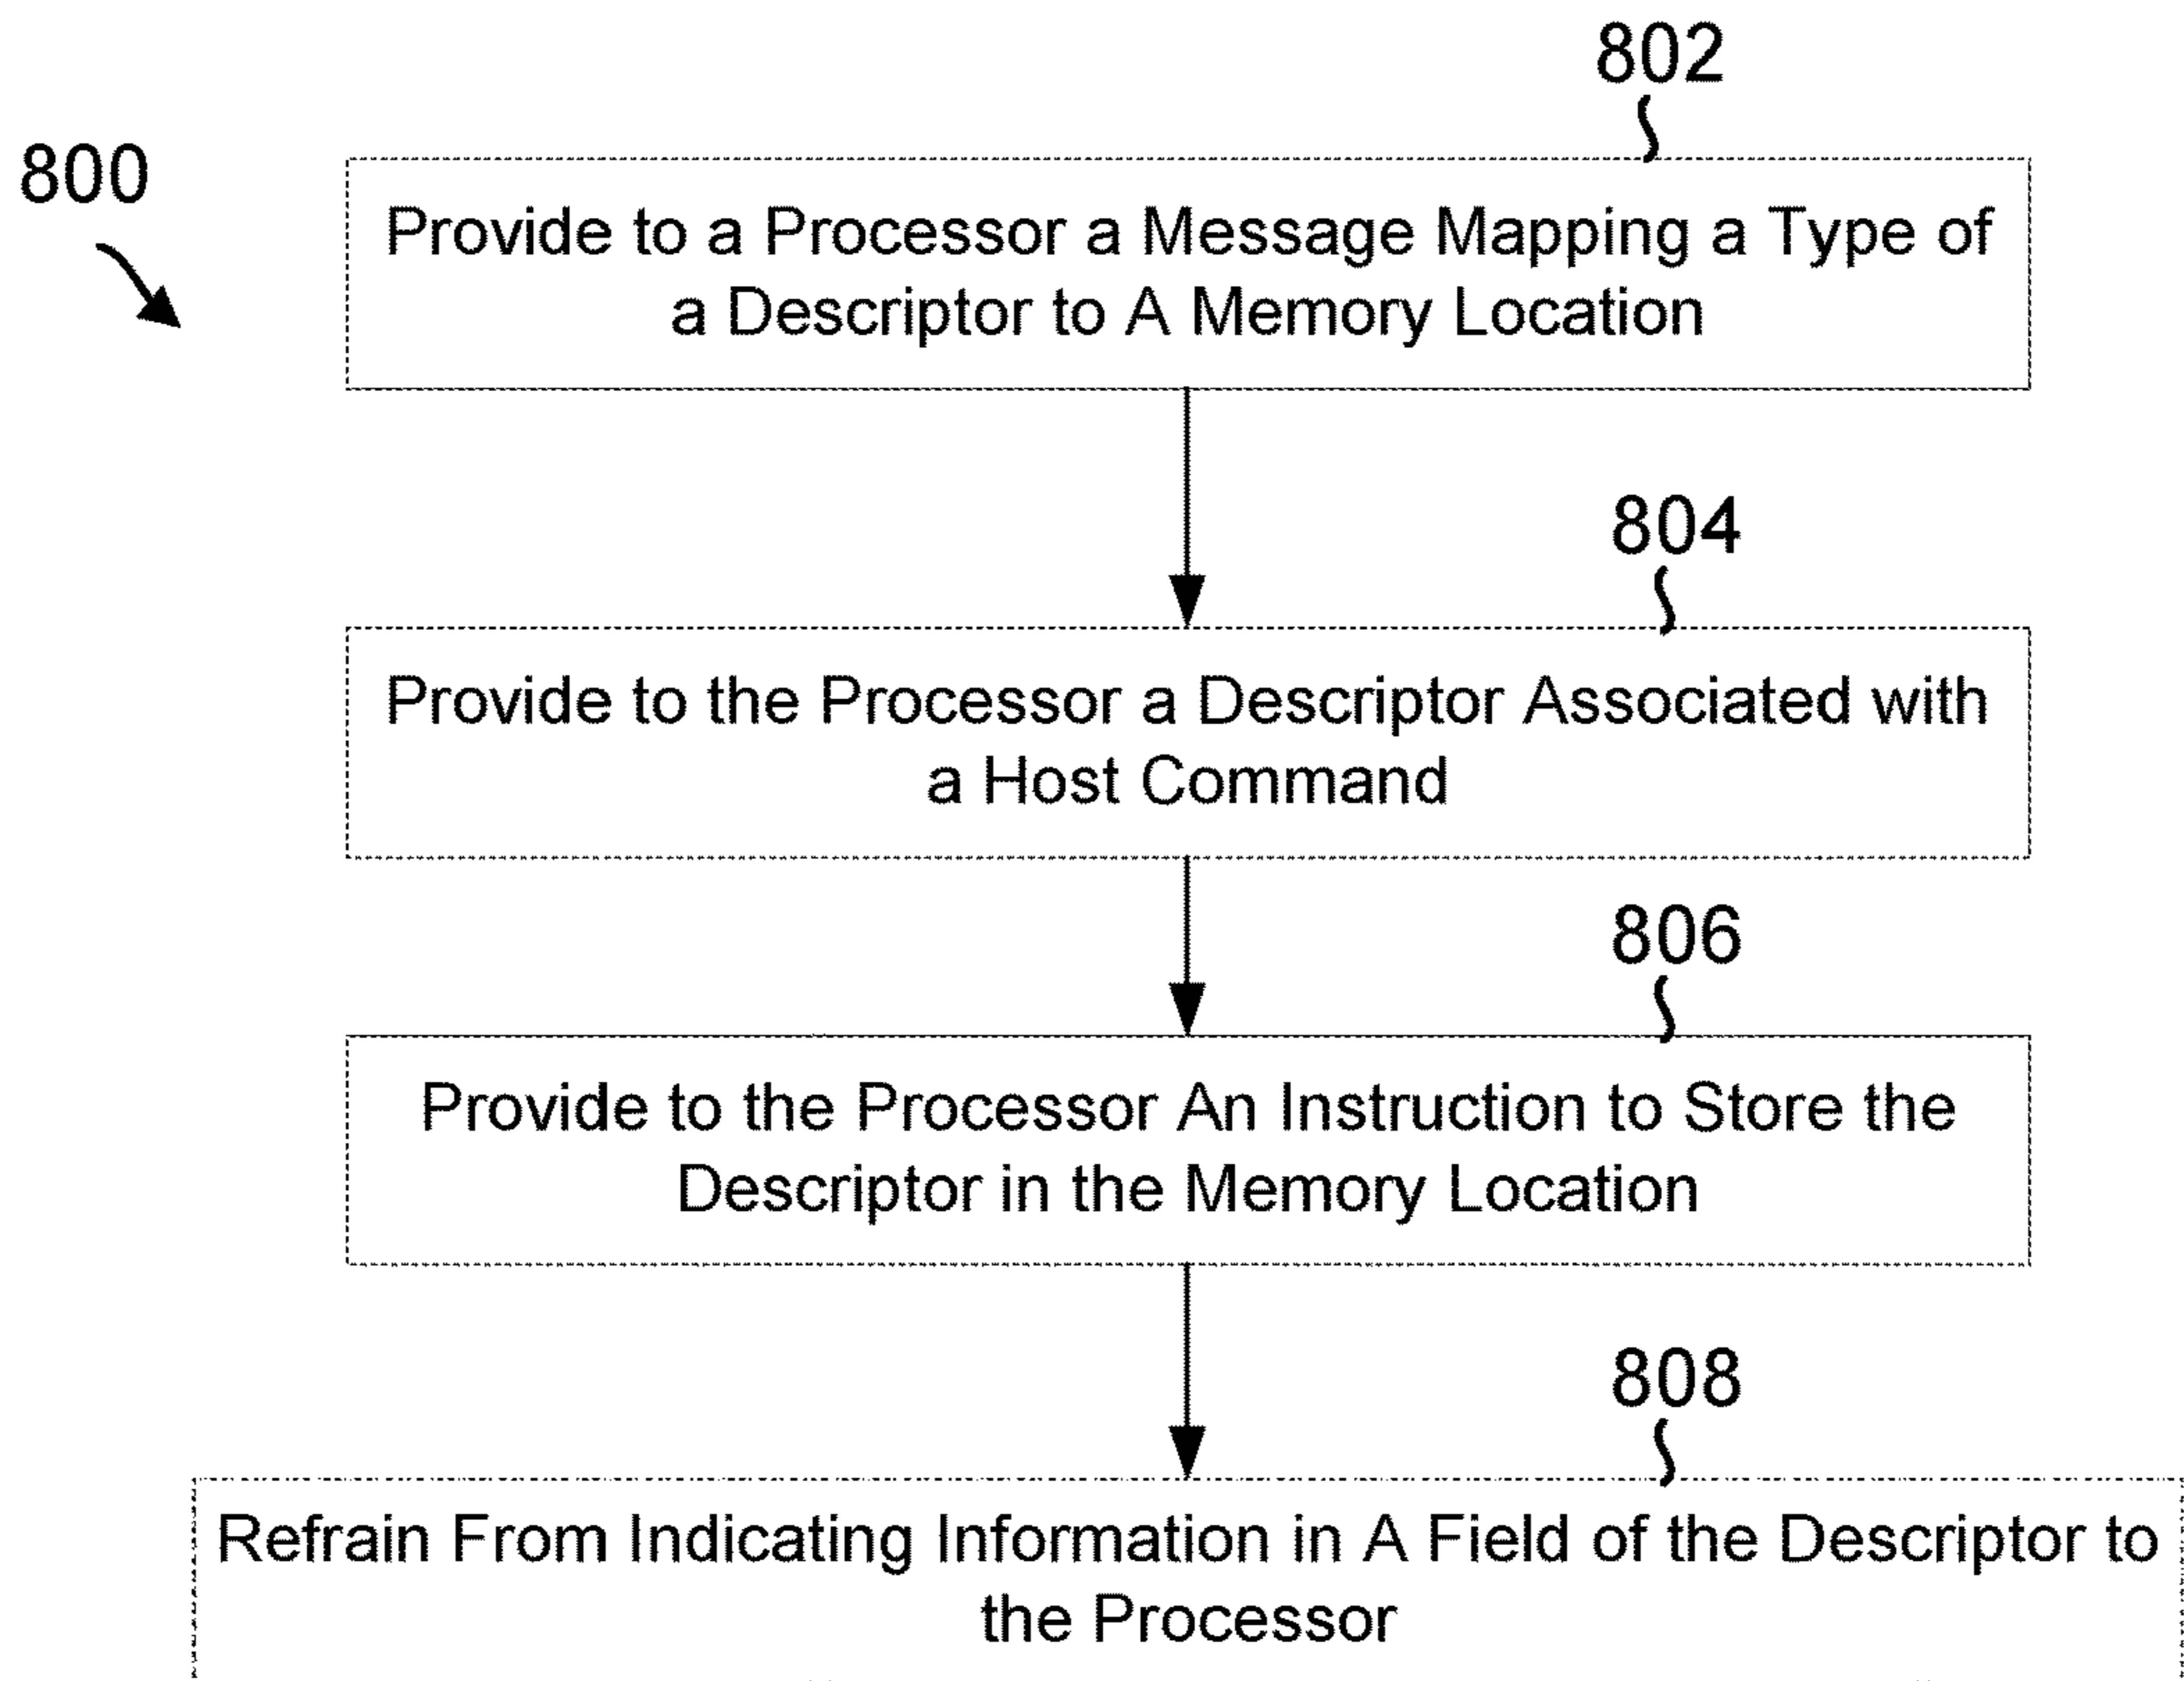 802
800
Provide to a Processor a Message Mapping a Type of
a Descriptor to A Memory Location
804
Provide to the Processor a Descriptor Associated with
a Host Command
806
Provide to the Processor An Instruction to Store the
Descriptor in the Memory Location
808
Refrain From Indicating Information in A Field of the Descriptor to
the Processor